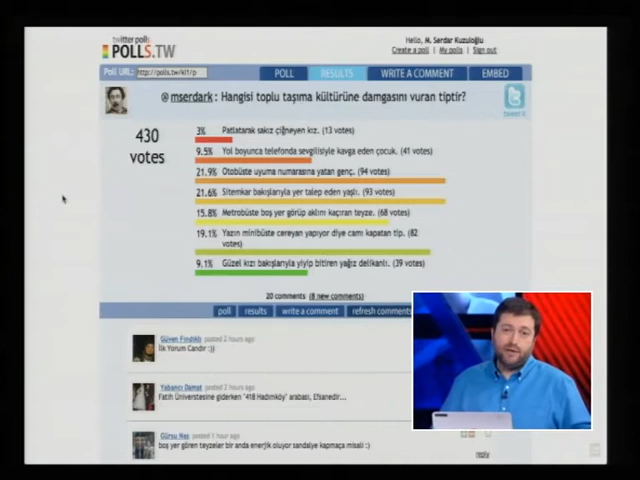 twitter polls
POLLS.TW
Hello, M. Serdar Kuzuloğlu
Create a poll | My polls | Sign out
Poll URL: http://polls.tw/kl1/p
POLL RESULTS WRITE A COMMENT EMBED
@mserdark : Hangisi toplu taşıma kültürüne damgasını vuran tiptir?
tweet it
430
votes
3% Patlatarak sakız çiğneyen kız. (13 votes)
9.5% Yol boyunca telefonda sevgilisiyle kavga eden çocuk. (41 votes)
21.9% Otobüste uyuma numarasına yatan genç. (94 votes)
21.6% Sitemkar bakışlarıyla yer talep eden yaşlı. (93 votes)
15.8% Metrobüste boş yer görüp aklını kaçıran teyze. (68 votes)
19.1% Yazın minibüste cereyan yapıyor diye camı kapatan tip. (82
votes)
9.1% Güzel kızı bakışlarıyla yiyip bitiren yağız delikanlı. (39 votes)
20 comments (8 new comments)
poll results write a comment refresh comments
Güven Fındıklı posted 2 hours ago
İlk Yorum Candır :))
Yabancı Damat posted 2 hours ago
Fatih Üniverstesine giderken '418 Hadımköy' arabası, Efsanedir...
Gürsu Nas posted 1 hour ago
boş yer gören teyzeler bir anda enerjik oluyor sandalye kapmaca misali :)
reply